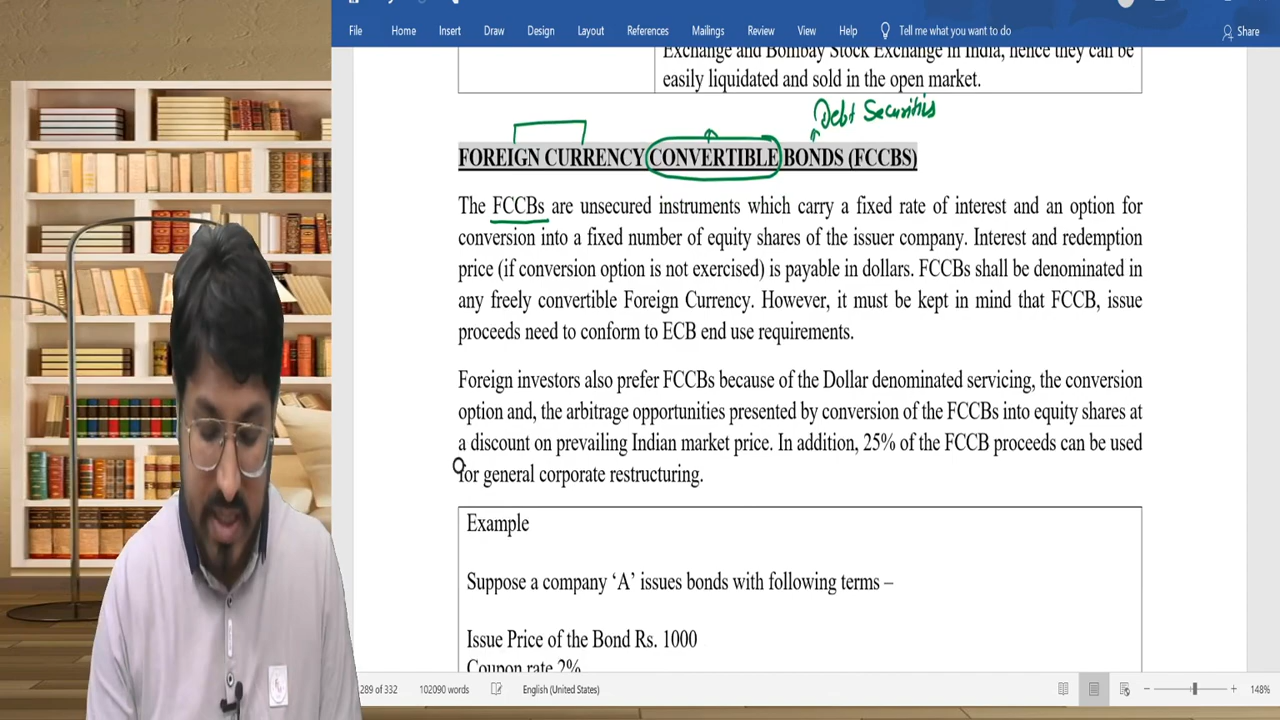 File Home Insert Draw Design Layout References Mailings Review View Help Tell me what you want to do Share
Exchange and Bombay Stock Exchange in India, hence they can be
easily liquidated and sold in the open market.
Debt Securities
FOREIGN CURRENCY CONVERTIBLE BONDS (FCCBS)
The FCCBs are unsecured instruments which carry a fixed rate of interest and an option for
conversion into a fixed number of equity shares of the issuer company. Interest and redemption
price (if conversion option is not exercised) is payable in dollars. FCCBs shall be denominated in
any freely convertible Foreign Currency. However, it must be kept in mind that FCCB, issue
proceeds need to conform to ECB end use requirements.
Foreign investors also prefer FCCBs because of the Dollar denominated servicing, the conversion
option and, the arbitrage opportunities presented by conversion of the FCCBs into equity shares at
a discount on prevailing Indian market price. In addition, 25% of the FCCB proceeds can be used
for general corporate restructuring.
Example
Suppose a company ‘A’ issues bonds with following terms –
Issue Price of the Bond Rs. 1000
Coupon rate 2%
289 of 332 102090 words English (United States) 148%